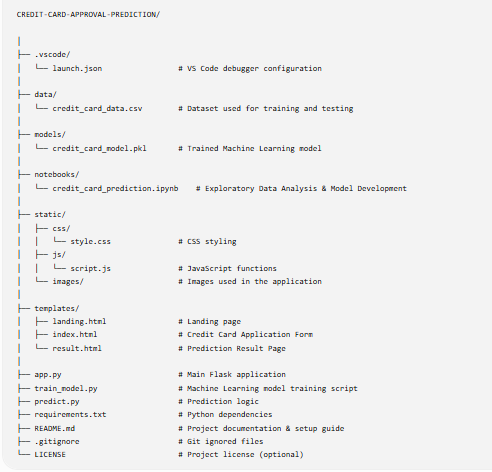 CREDIT-CARD-APPROVAL-PREDICTION/
│
├── .vscode/
│   └── launch.json                # VS Code debugger configuration
│
├── data/
│   └── credit_card_data.csv       # Dataset used for training and testing
│
├── models/
│   └── credit_card_model.pkl      # Trained Machine Learning model
│
├── notebooks/
│   └── credit_card_prediction.ipynb    # Exploratory Data Analysis & Model Development
│
├── static/
│   ├── css/
│   │   └── style.css              # CSS styling
│   ├── js/
│   │   └── script.js              # JavaScript functions
│   └── images/                    # Images used in the application
│
├── templates/
│   ├── landing.html               # Landing page
│   ├── index.html                 # Credit Card Application Form
│   └── result.html                # Prediction Result Page
│
├── app.py                         # Main Flask application
├── train_model.py                 # Machine Learning model training script
├── predict.py                     # Prediction logic
├── requirements.txt               # Python dependencies
├── README.md                      # Project documentation & setup guide
├── .gitignore                     # Git ignored files
└── LICENSE                        # Project license (optional)